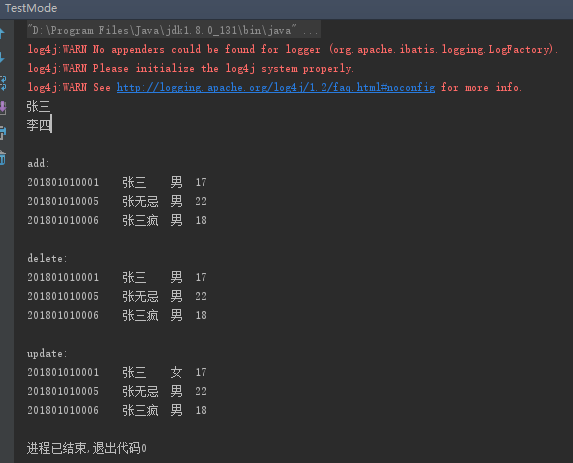 TestMode
"D:\Program Files\Java\jdk1.8.0_131\bin\java" ...
log4j:WARN No appenders could be found for logger (org.apache.ibatis.logging.LogFactory).
log4j:WARN Please initialize the log4j system properly.
log4j:WARN See http://logging.apache.org/log4j/1.2/faq.html#noconfig for more info.
张三
李四
add:
201801010001 张三 男 17
201801010005 张无忌 男 22
201801010006 张三疯 男 18
delete:
201801010001 张三 男 17
201801010005 张无忌 男 22
201801010006 张三疯 男 18
update:
201801010001 张三 女 17
201801010005 张无忌 男 22
201801010006 张三疯 男 18
进程已结束,退出代码0